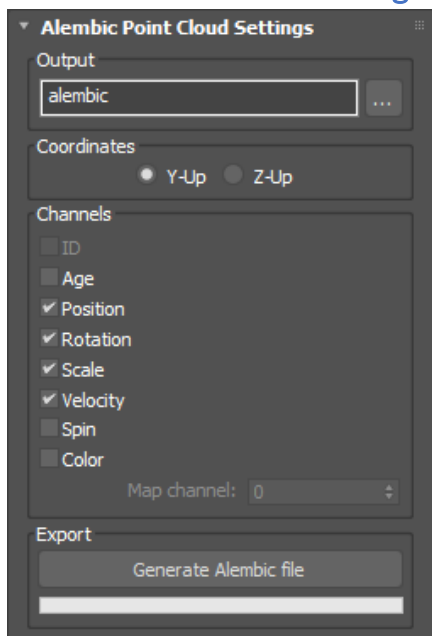 Alembic Point Cloud Settings
Output
alembic
...
Coordinates
Y-Up Z-Up
Channels
ID
Age
Position
Rotation
Scale
Velocity
Spin
Color
Map channel: 0
Export
Generate Alembic file